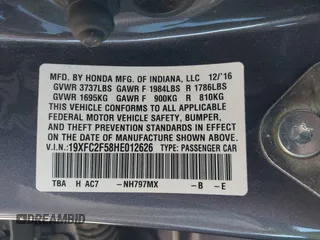 MFD. BY HONDA MFG. OF INDIANA, LLC 12/'16
GVWR 3737LBS GAWR F 1984LBS R 1786LBS
GVWR 1695KG GAWR F 900KG R 810KG
THIS VEHICLE CONFORMS TO ALL APPLICABLE
FEDERAL MOTOR VEHICLE SAFETY, BUMPER,
AND THEFT PREVENTION STANDARDS IN EFFECT
ON THE DATE OF MANUFACTURE SHOWN ABOVE.
V.I.N.: 19XFC2F58HE012626 TYPE: PASSENGER CAR
TBA H AC7 -NH797MX -B -E
DREAMBID